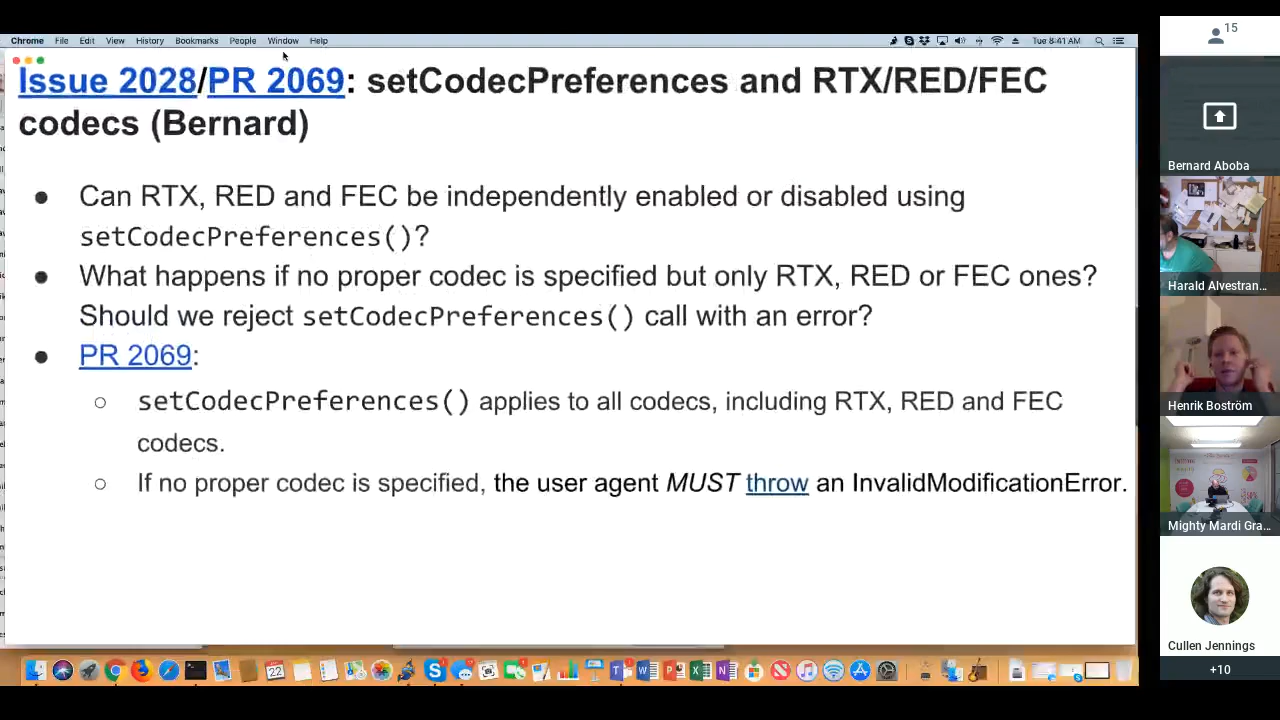 Chrome File Edit View History Bookmarks People Window Help Tue 8:41 AM
15
Issue 2028/PR 2069: setCodecPreferences and RTX/RED/FEC
codecs (Bernard)
Can RTX, RED and FEC be independently enabled or disabled using
setCodecPreferences()?
What happens if no proper codec is specified but only RTX, RED or FEC ones?
Should we reject setCodecPreferences() call with an error?
PR 2069:
setCodecPreferences() applies to all codecs, including RTX, RED and FEC
codecs.
If no proper codec is specified, the user agent MUST throw an InvalidModificationError.
Bernard Aboba
Harald Alvestran...
Henrik Boström
Mighty Mardi Gra...
Cullen Jennings
+10
22